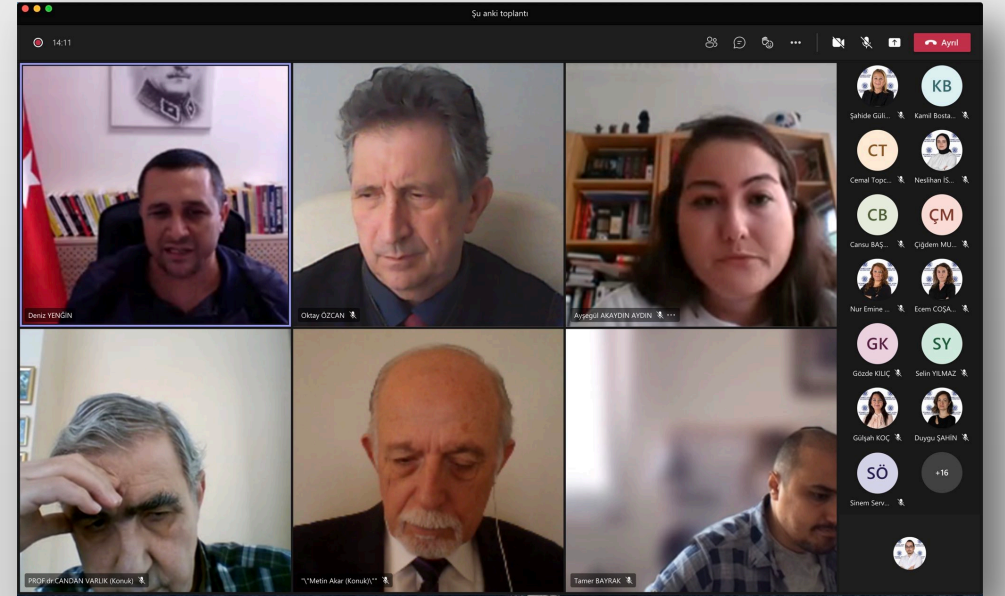 Şu anki toplantı
14:11
Ayrıl
Deniz YENGİN
Oktay ÖZCAN
Ayşegül AKAYDIN AYDIN
PROF.dr.CANDAN VARLIK (Konuk)
"\"Metin Akar (Konuk)\""
Tamer BAYRAK
Şahide Güli...
KB
Kamil Bosta...
CT
Cemal Topc...
Neslihan İS...
CB
Cansu BAŞ...
ÇM
Çiğdem MU...
Nur Emine ...
Ecem COŞA...
GK
Gözde KILIÇ
SY
Selin YILMAZ
Gülşah KOÇ
Duygu ŞAHİN
SÖ
Sinem Serv...
+16